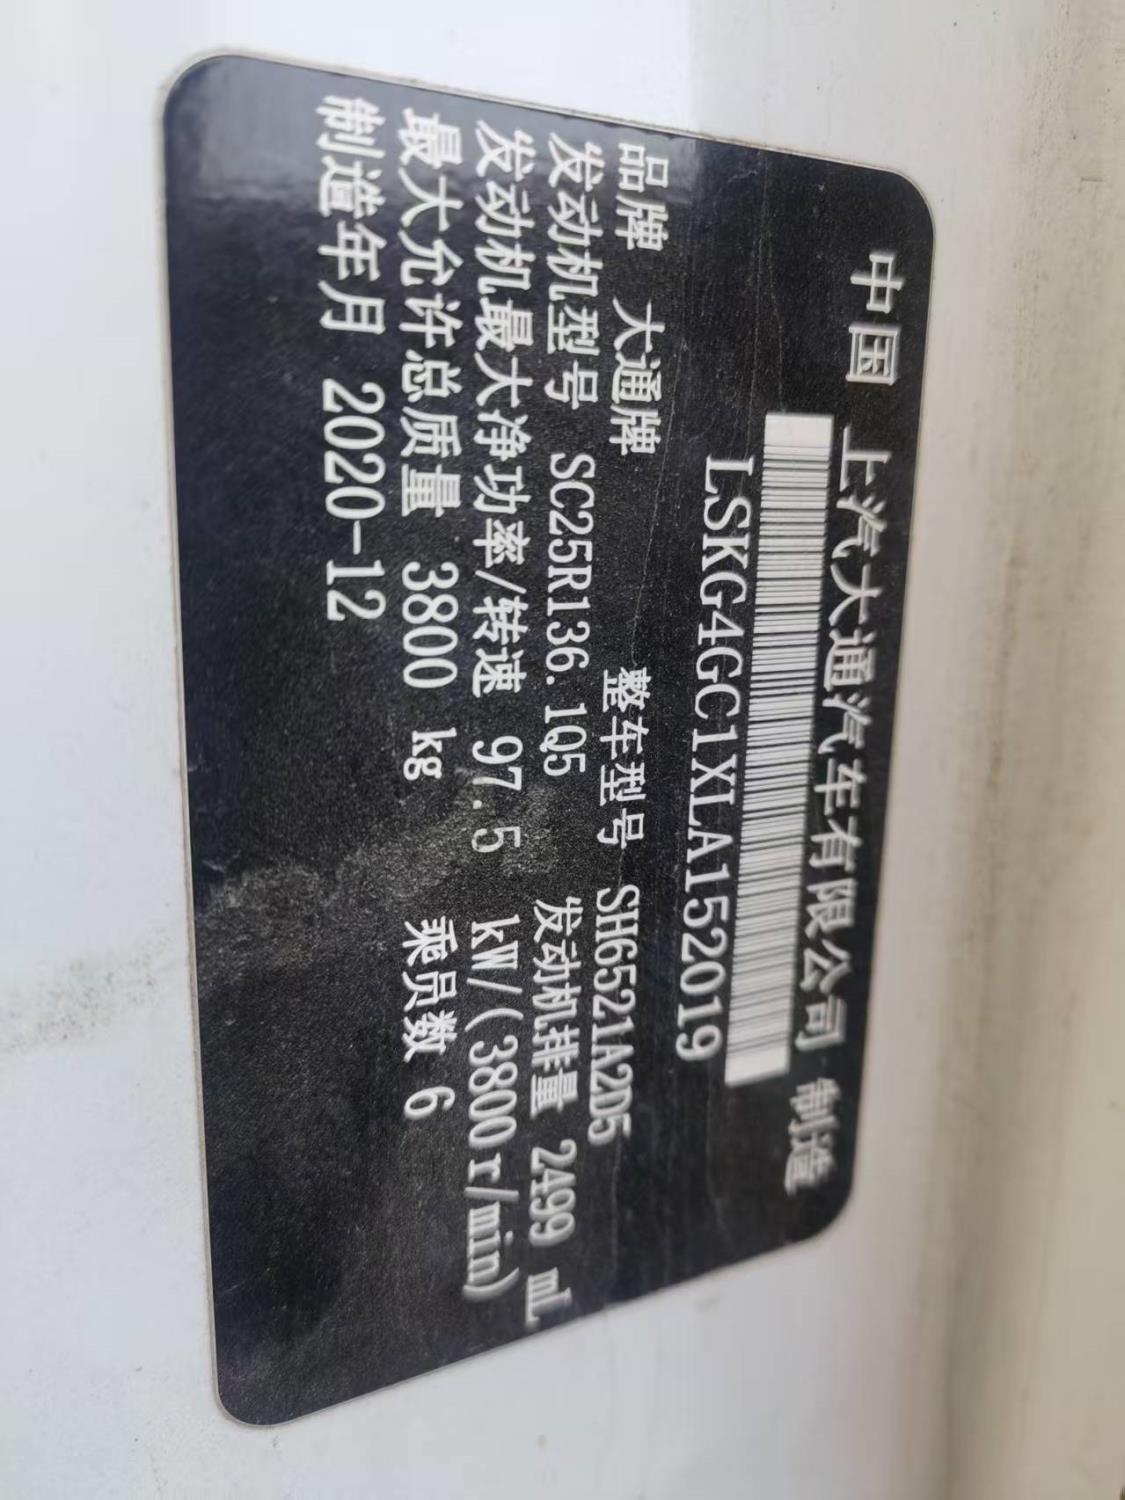 中国 上汽大通汽车有限公司 制造
LSKG4GC1XLA152019
品牌 大通牌 整车型号 SH6521A2D5
发动机型号 SC25R136.1Q5 发动机排量 2499 mL
发动机最大净功率/转速 97.5 kW/(3800r/min)
最大允许总质量 3800 kg 乘员数 6
制造年月 2020-12